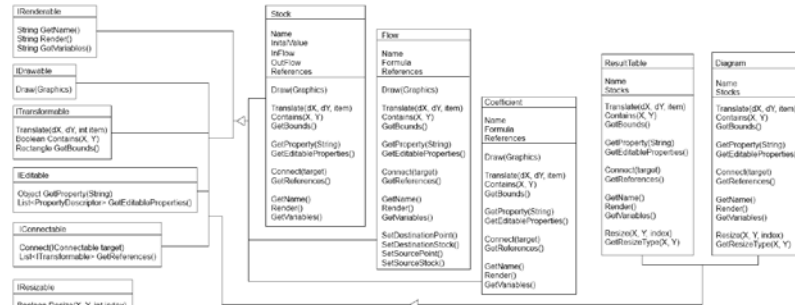 IRenderable
String GetName()
String Render()
String GetVariables()
IDrawable
Draw(Graphics)
ITransformable
Translate(dX, dY, int item)
Boolean Contains(X, Y)
Rectangle GetBounds()
IEditable
Object GetProperty(String)
List<PropertyDescriptor> GetEditableProperties()
IConnectable
Connect(IConnectable target)
List<ITransformable> GetReferences()
IResizable
Stock
Name
InitalValue
InFlow
OutFlow
References
Draw(Graphics)
Translate(dX, dY, item)
Contains(X, Y)
GetBounds()
GetProperty(String)
GetEditableProperties()
Connect(target)
GetReferences()
GetName()
Render()
GetVariables()
Flow
Name
Formula
References
Draw(Graphics)
Translate(dX, dY, item)
Contains(X, Y)
GetBounds()
GetProperty(String)
GetEditableProperties()
Connect(target)
GetReferences()
GetName()
Render()
GetVariables()
SetDestinationPoint()
SetDestinationStock()
SetSourcePoint()
SetSourceStock()
Coefficient
Name
Formula
References
Draw(Graphics)
Translate(dX, dY, item)
Contains(X, Y)
GetBounds()
GetProperty(String)
GetEditableProperties()
Connect(target)
GetReferences()
GetName()
Render()
GetVariables()
ResultTable
Name
Stocks
Translate(dX, dY, item)
Contains(X, Y)
GetBounds()
GetProperty(String)
GetEditableProperties()
Connect(target)
GetReferences()
GetName()
Render()
GetVariables()
Resize(X, Y, index)
GetResizeType(X, Y)
Diagram
Name
Stocks
Translate(dX, dY, item)
Contains(X, Y)
GetBounds()
GetProperty(String)
GetEditableProperties()
Connect(target)
GetReferences()
GetName()
Render()
GetVariables()
Resize(X, Y, index)
GetResizeType(X, Y)